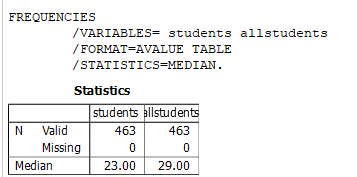 FREQUENCIES
/VARIABLES= students allstudents
/FORMAT=AVALUE TABLE
/STATISTICS=MEDIAN.
Statistics
students allstudents
N Valid 463 463
Missing 0 0
Median 23.00 29.00